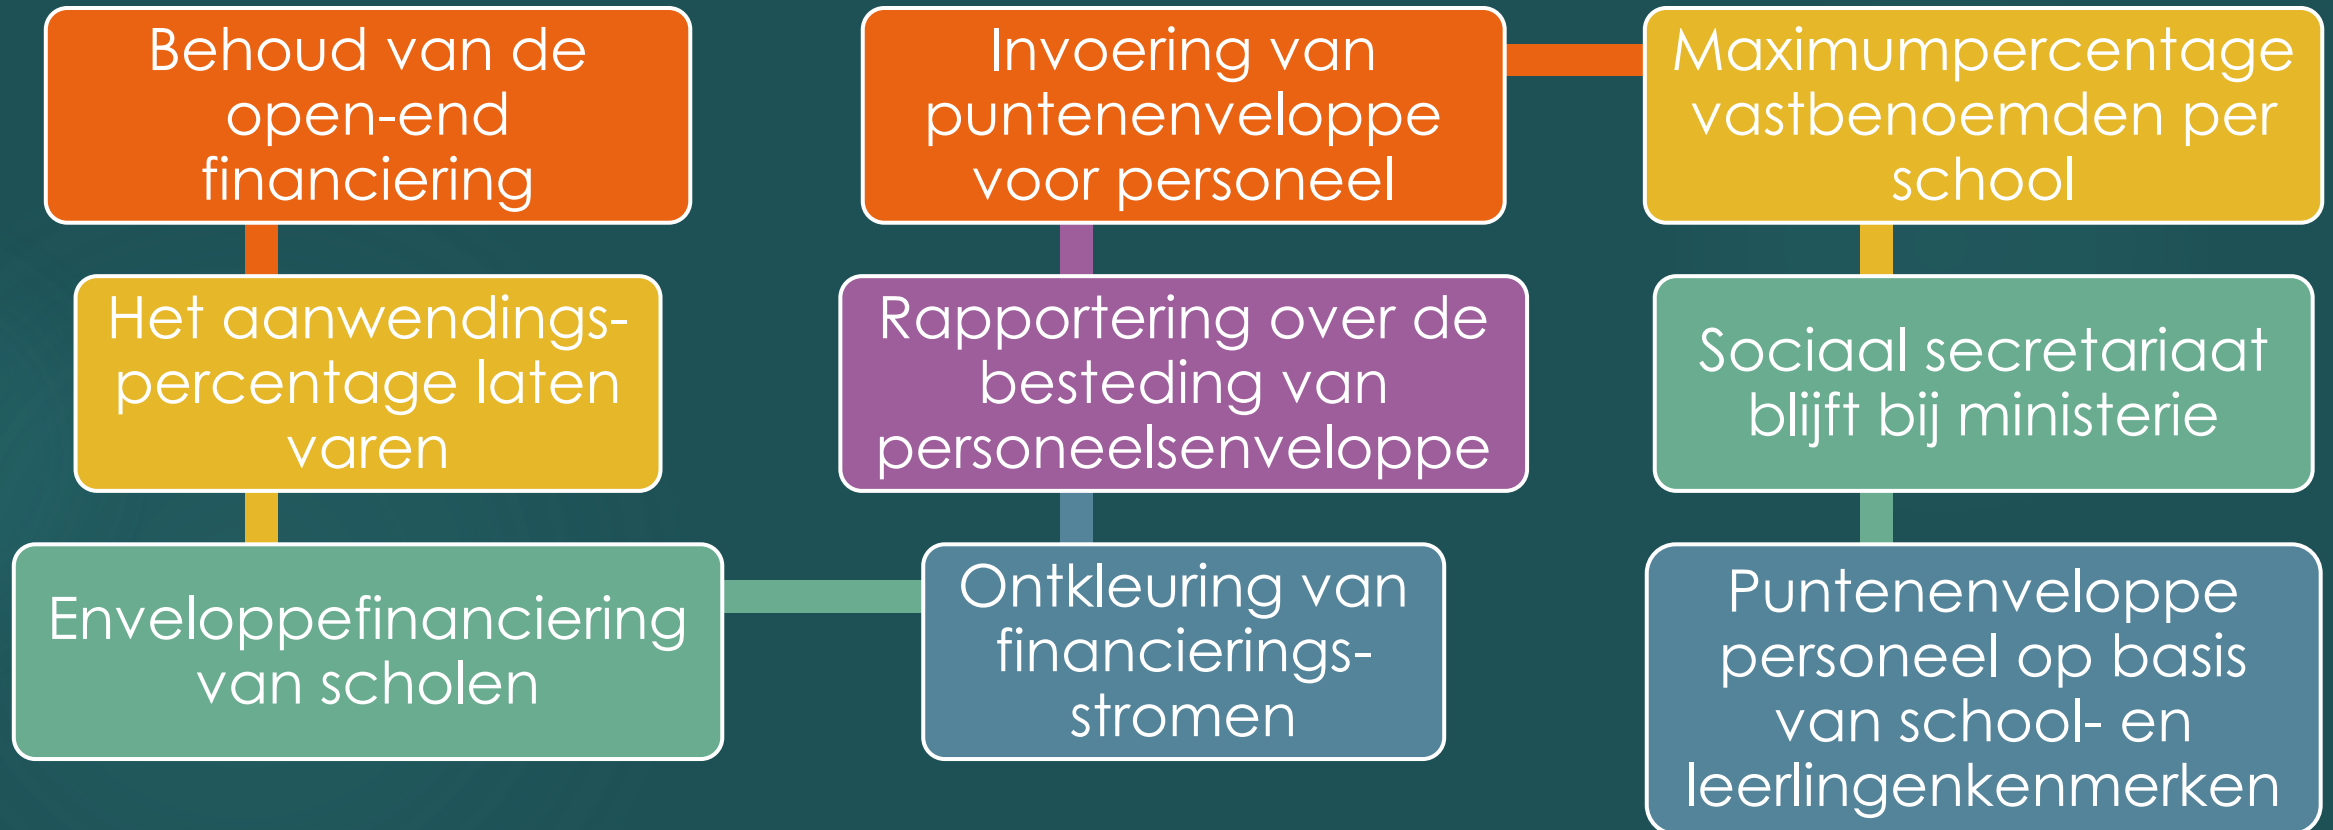 Behoud van de
open-end
financiering
Het aanwendings-
percentage laten
varen
Enveloppefinanciering
van scholen
Ontkleuring van
financierings-
stromen
Rapportering over de
besteding van
personeelsenveloppe
Invoering van
puntenenveloppe
voor personeel
Maximumpercentage
vastbenoemden per
school
Sociaal secretariaat
blijft bij ministerie
Puntenenveloppe
personeel op basis
van school- en
leerlingenkenmerken